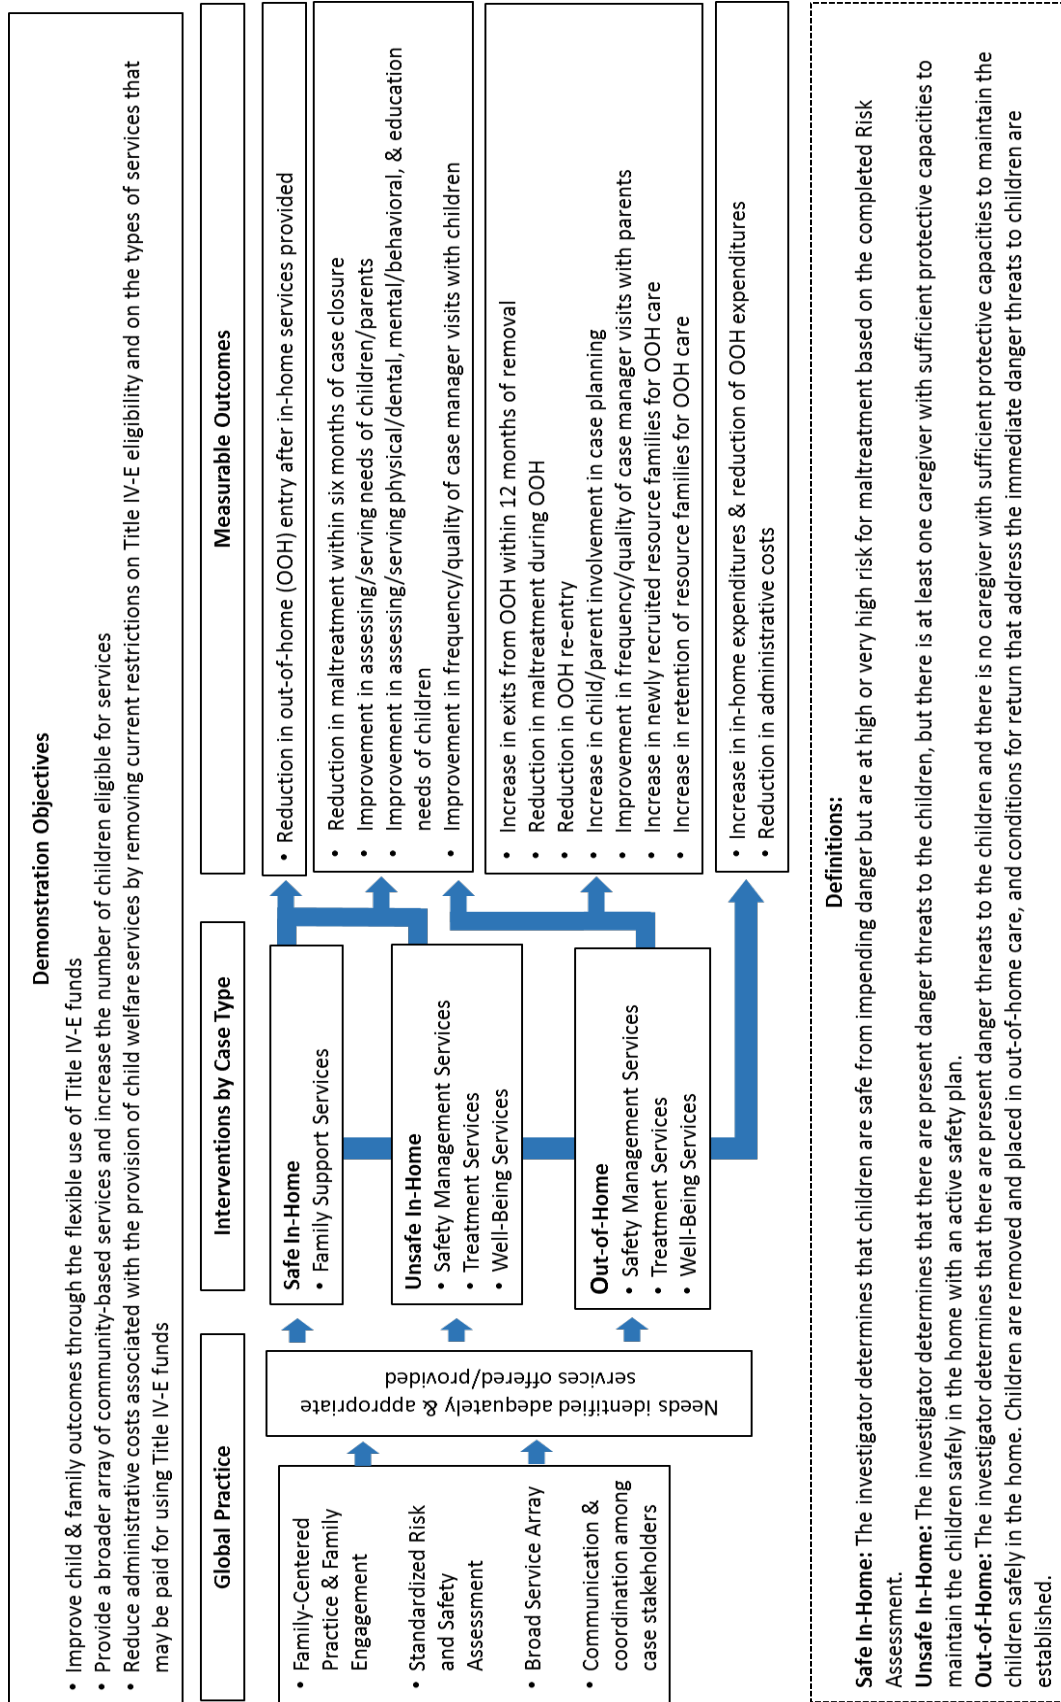 Demonstration Objectives
• Improve child & family outcomes through the flexible use of Title IV-E funds
• Provide a broader array of community-based services and increase the number of children eligible for services
• Reduce administrative costs associated with the provision of child welfare services by removing current restrictions on Title IV-E eligibility and on the types of services that
may be paid for using Title IV-E funds
Global Practice
Interventions by Case Type
Measurable Outcomes
• Family-Centered
Practice & Family
Engagement
• Standardized Risk
and Safety
Assessment
• Broad Service Array
• Communication &
coordination among
case stakeholders
Needs identified adequately & appropriate
services offered/provided
Safe In-Home
• Family Support Services
Unsafe In-Home
• Safety Management Services
• Treatment Services
• Well-Being Services
Out-of-Home
• Safety Management Services
• Treatment Services
• Well-Being Services
• Reduction in out-of-home (OOH) entry after in-home services provided
• Reduction in maltreatment within six months of case closure
• Improvement in assessing/serving needs of children/parents
• Improvement in assessing/serving physical/dental, mental/behavioral, & education
needs of children
• Improvement in frequency/quality of case manager visits with children
• Increase in exits from OOH within 12 months of removal
• Reduction in maltreatment during OOH
• Reduction in OOH re-entry
• Increase in child/parent involvement in case planning
• Improvement in frequency/quality of case manager visits with parents
• Increase in newly recruited resource families for OOH care
• Increase in retention of resource families for OOH care
• Increase in in-home expenditures & reduction of OOH expenditures
• Reduction in administrative costs
Definitions:
Safe In-Home: The investigator determines that children are safe from impending danger but are at high or very high risk for maltreatment based on the completed Risk
Assessment.
Unsafe In-Home: The investigator determines that there are present danger threats to the children, but there is at least one caregiver with sufficient protective capacities to
maintain the children safely in the home with an active safety plan.
Out-of-Home: The investigator determines that there are present danger threats to the children and there is no caregiver with sufficient protective capacities to maintain the
children safely in the home. Children are removed and placed in out-of-home care, and conditions for return that address the immediate danger threats to children are
established.